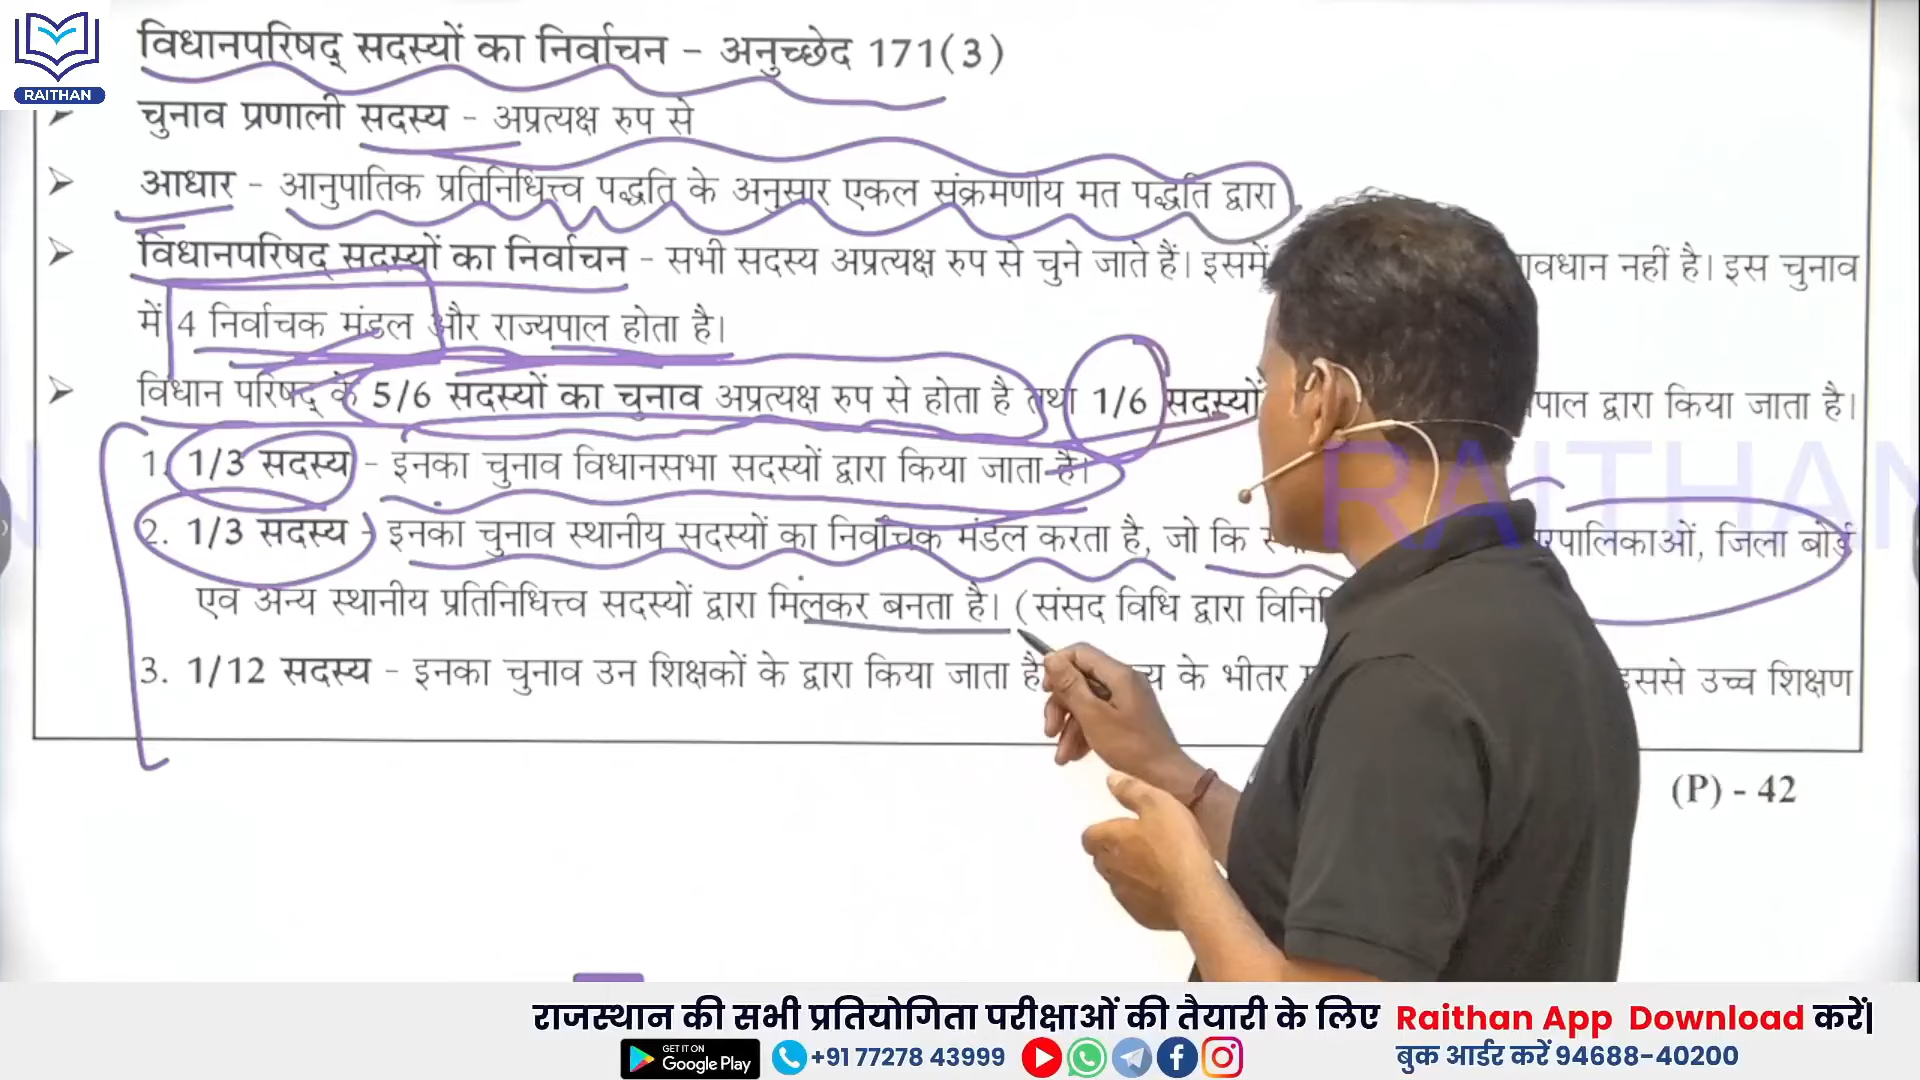 RAITHAN
विधानपरिषद् सदस्यों का निर्वाचन – अनुच्छेद 171(3)
➢ चुनाव प्रणाली सदस्य – अप्रत्यक्ष रुप से
➢ आधार – आनुपातिक प्रतिनिधित्त्व पद्धति के अनुसार एकल संक्रमणीय मत पद्धति द्वारा
➢ विधानपरिषद् सदस्यों का निर्वाचन – सभी सदस्य अप्रत्यक्ष रुप से चुने जाते हैं। इसमें नहीं है। इस चुनाव
में 4 निर्वाचक मंडल और राज्यपाल होता है।
➢ विधान परिषद् के 5/6 सदस्यों का चुनाव अप्रत्यक्ष रुप से होता है तथा 1/6 सदस्यों द्वारा किया जाता है।
1. 1/3 सदस्य – इनका चुनाव विधानसभा सदस्यों द्वारा किया जाता है।
2. 1/3 सदस्य – इनका चुनाव स्थानीय सदस्यों का निर्वाचक मंडल करता है, जो कि जिला बोर्ड
एवं अन्य स्थानीय प्रतिनिधित्त्व सदस्यों द्वारा मिलकर बनता है। (संसद विधि द्वारा
3. 1/12 सदस्य – इनका चुनाव उन शिक्षकों के द्वारा किया जाता है के भीतर इससे उच्च शिक्षण
RAITHAN
(P) - 42
राजस्थान की सभी प्रतियोगिता परीक्षाओं की तैयारी के लिए Raithan App Download करें|
GET IT ON
Google Play
+91 77278 43999
बुक आर्डर करें 94688-40200